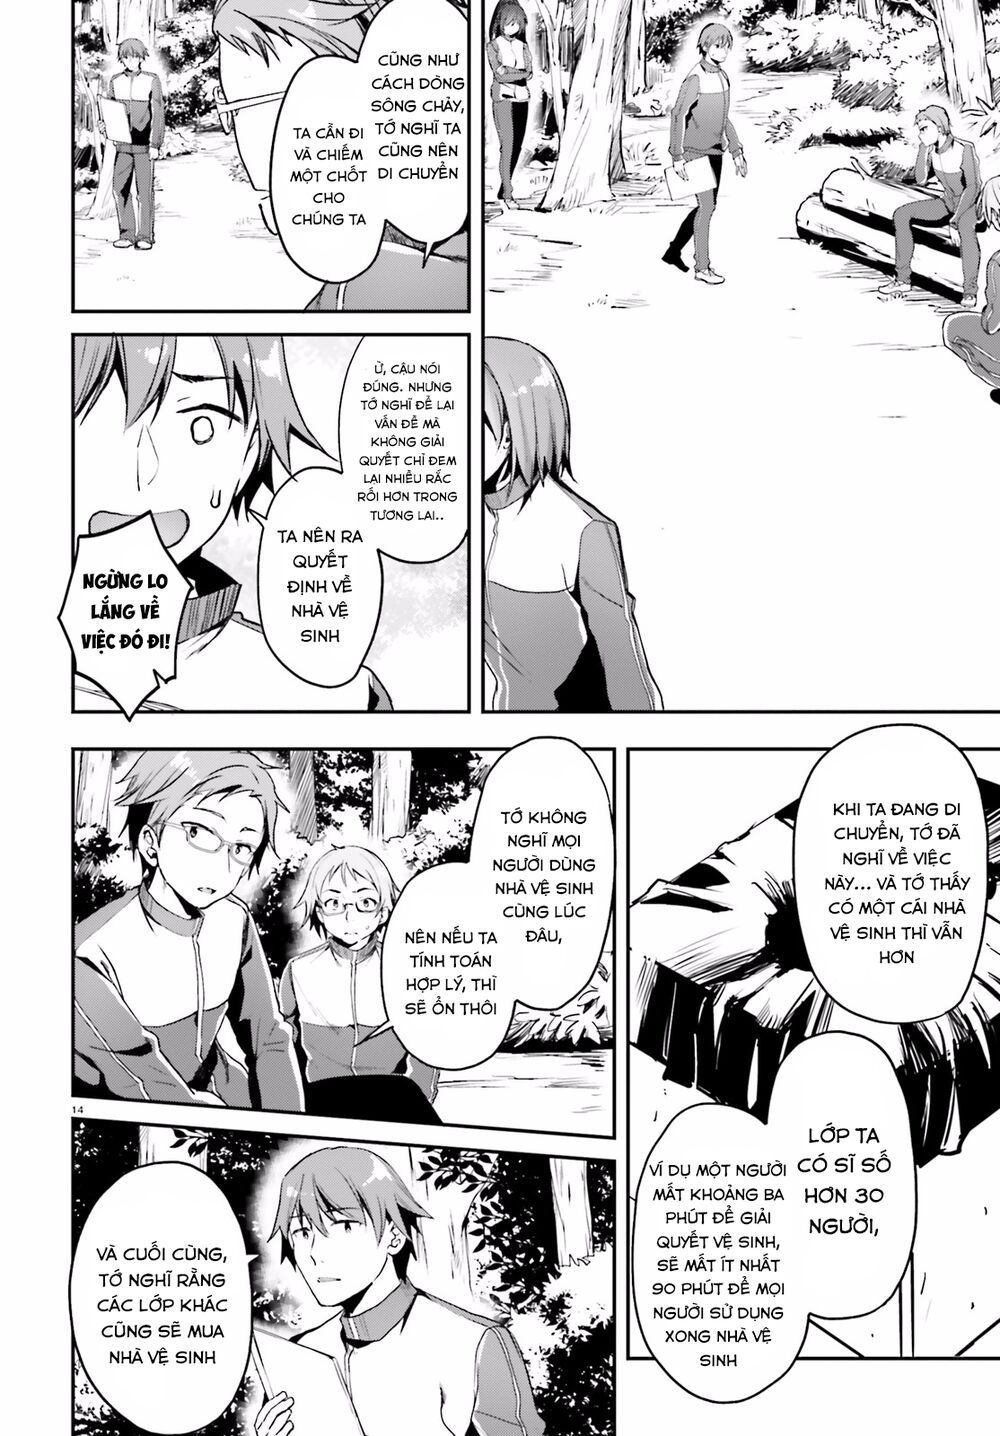 CŨNG NHƯ
CÁCH DÒNG
SÔNG CHẢY,
TỚ NGHĨ TA
CŨNG NÊN
DI CHUYỂN
TA CẦN ĐI
VÀ CHIẾM
MỘT CHỐT
CHO
CHÚNG TA
Ừ, CẬU NÓI
ĐÚNG. NHƯNG
TỚ NGHĨ ĐỂ LẠI
VẤN ĐỀ MÀ
KHÔNG GIẢI
QUYẾT CHỈ ĐEM
LẠI NHIỀU RẮC
RỐI HƠN TRONG
TƯƠNG LAI..
TA NÊN RA
QUYẾT
ĐỊNH VỀ
NHÀ VỆ
SINH
NGỪNG LO
LẮNG VỀ
VIỆC ĐÓ ĐI!
KHI TA ĐANG DI
CHUYỂN, TỚ ĐÃ
NGHĨ VỀ VIỆC
NÀY... VÀ TỚ THẤY
CÓ MỘT CÁI NHÀ
VỆ SINH THÌ VẪN
HƠN
LỚP TA
CÓ SĨ SỐ
HƠN 30
NGƯỜI,
VÍ DỤ MỘT NGƯỜI
MẤT KHOẢNG BA
PHÚT ĐỂ GIẢI
QUYẾT VỆ SINH,
SẼ MẤT ÍT NHẤT
90 PHÚT ĐỂ MỌI
NGƯỜI SỬ DỤNG
XONG NHÀ VỆ
SINH
TỚ KHÔNG
NGHĨ MỌI
NGƯỜI DÙNG
NHÀ VỆ SINH
CÙNG LÚC
ĐÂU,
NÊN NẾU TA
TÍNH TOÁN
HỢP LÝ, THÌ
SẼ ỔN THÔI
14
VÀ CUỐI CÙNG,
TỚ NGHĨ RẰNG
CÁC LỚP KHÁC
CŨNG SẼ MUA
NHÀ VỆ SINH